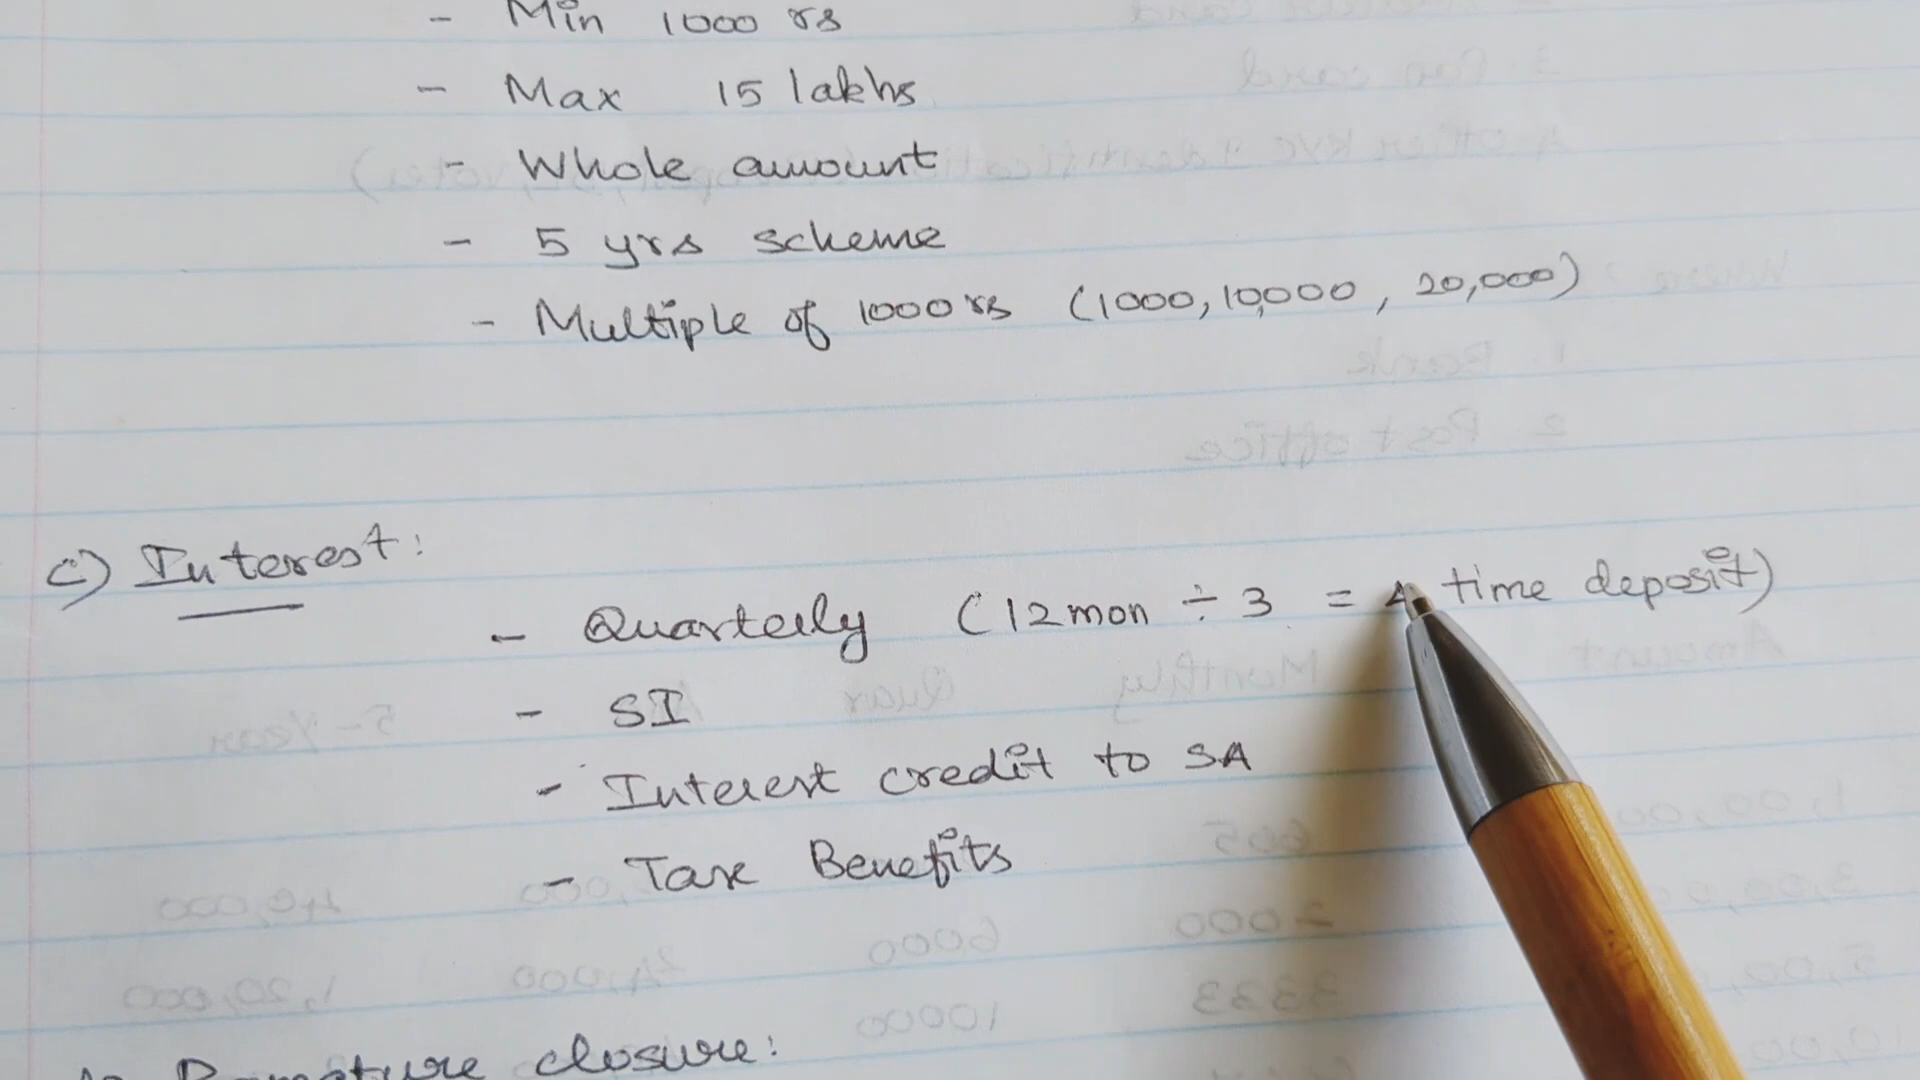 - Min 1000 rs
- Max 15 lakhs
- Whole amount
- 5 yrs scheme
- Multiple of 1000 rs (1000, 10,000, 20,000)
c) Interest:
- Quarterly (12 mon ÷ 3 = 4 time deposit)
- SI
- Interest credit to SA
- Tax Benefits
closure: